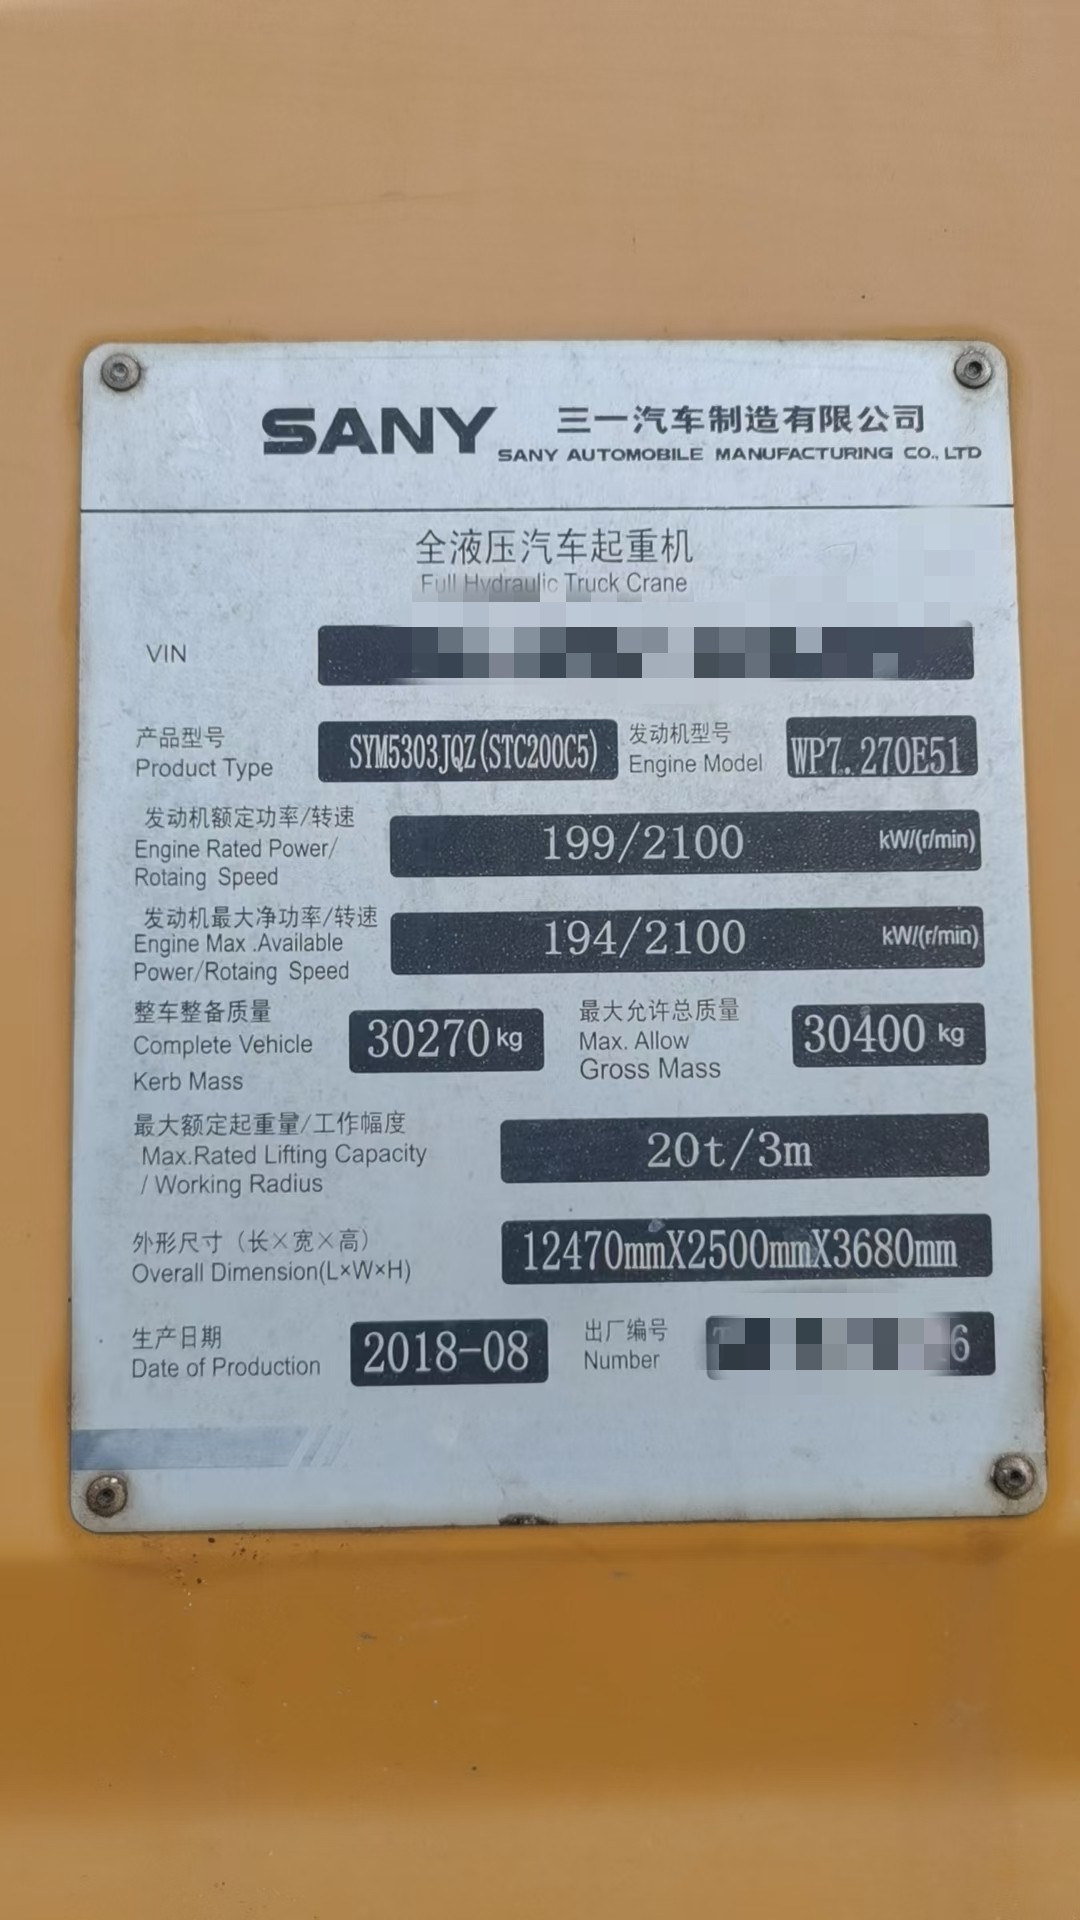 SANY 三一汽车制造有限公司
SANY AUTOMOBILE MANUFACTURING CO., LTD
全液压汽车起重机
Full Hydraulic Truck Crane
VIN
产品型号
Product Type
SYM5303JQZ(STC200C5)
发动机型号
Engine Model
WP7.270E51
发动机额定功率/转速
Engine Rated Power/
Rotaing Speed
199/2100 kW/(r/min)
发动机最大净功率/转速
Engine Max .Available
Power/Rotaing Speed
194/2100 kW/(r/min)
整车整备质量
Complete Vehicle
Kerb Mass
30270 kg
最大允许总质量
Max. Allow
Gross Mass
30400 kg
最大额定起重量/工作幅度
Max.Rated Lifting Capacity
/ Working Radius
20t/3m
外形尺寸（长×宽×高）
Overall Dimension(L×W×H)
12470mmX2500mmX3680mm
生产日期
Date of Production
2018-08
出厂编号
Number
6